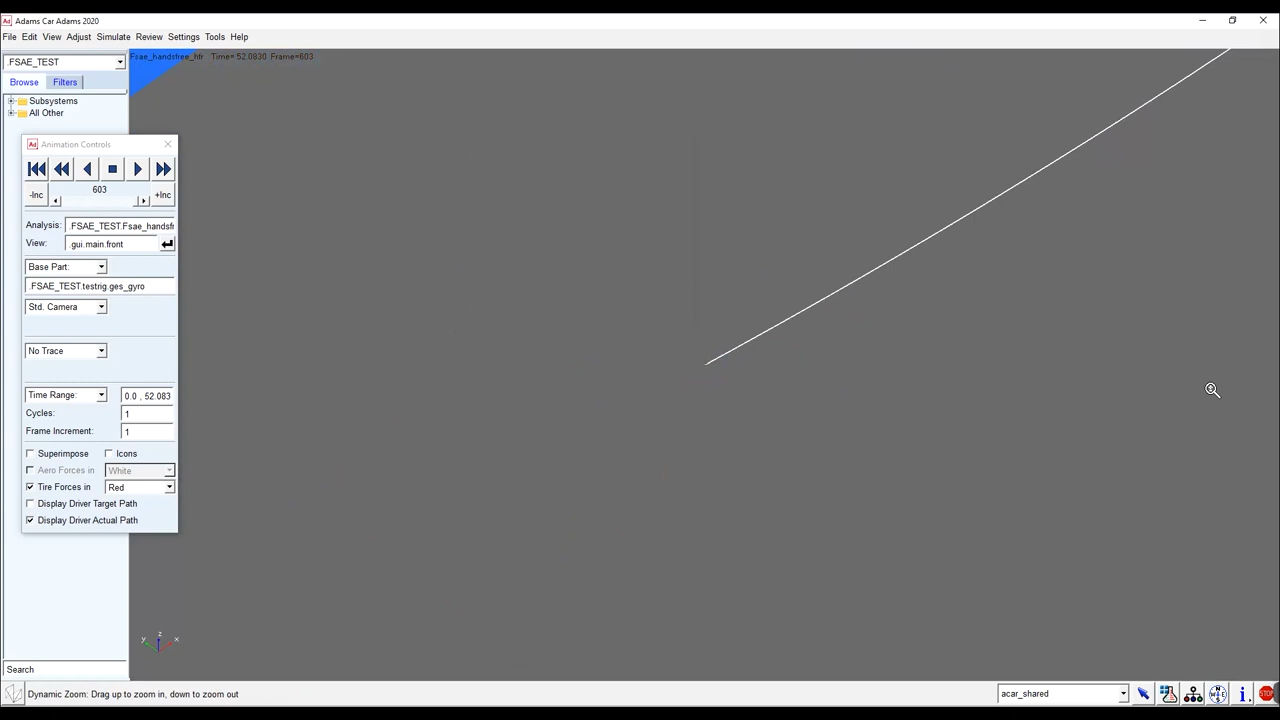 Adams Car Adams 2020
File Edit View Adjust Simulate Review Settings Tools Help
.FSAE_TEST
Fsae_handsfree_hfr Time= 52.0830 Frame=603
Browse Filters
Subsystems
All Other
Animation Controls
603
-Inc +Inc
Analysis: .FSAE_TEST.Fsae_handsfr
View: .gui.main.front
Base Part:
.FSAE_TEST.testrig.ges_gyro
Std. Camera
No Trace
Time Range: 0.0 , 52.083
Cycles: 1
Frame Increment: 1
Superimpose Icons
Aero Forces in White
Tire Forces in Red
Display Driver Target Path
Display Driver Actual Path
z
y x
Search
Dynamic Zoom: Drag up to zoom in, down to zoom out
acar_shared
STOP